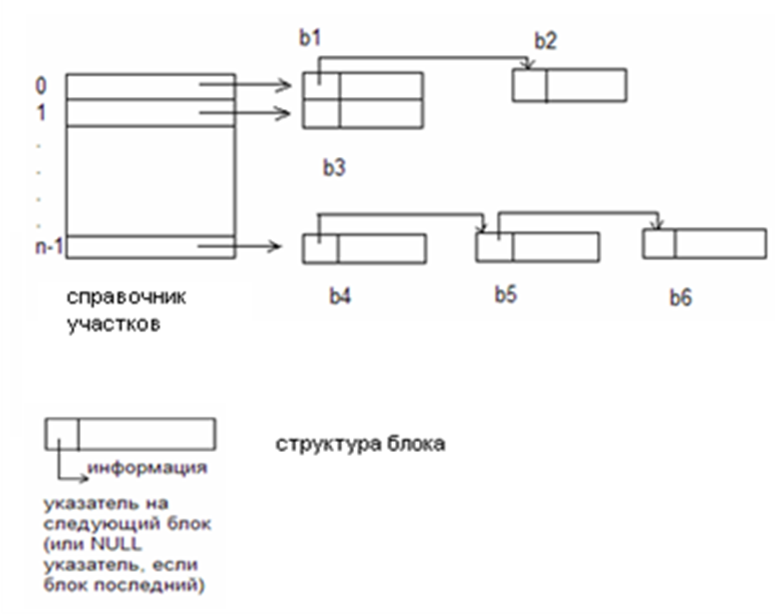 b1
b2
0
1
.
.
.
.
b3
n-1
b4
b5
b6
справочник
участков
структура блока
информация
указатель на
следующий блок
(или NULL
указатель, если
блок последний)